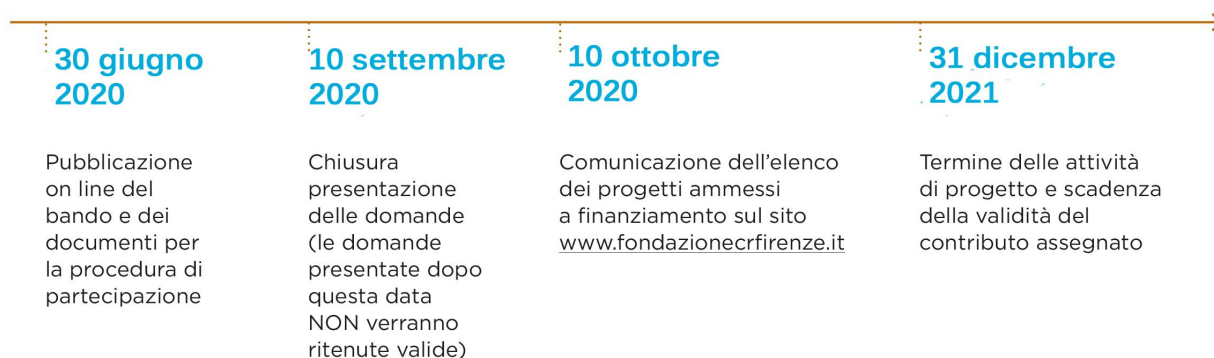 30 giugno
2020
Pubblicazione
on line del
bando e dei
documenti per
la procedura di
partecipazione
10 settembre
2020
Chiusura
presentazione
delle domande
(le domande
presentate dopo
questa data
NON verranno
ritenute valide)
10 ottobre
2020
Comunicazione dell’elenco
dei progetti ammessi
a finanziamento sul sito
www.fondazionecrfirenze.it
31 dicembre
2021
Termine delle attività
di progetto e scadenza
della validità del
contributo assegnato